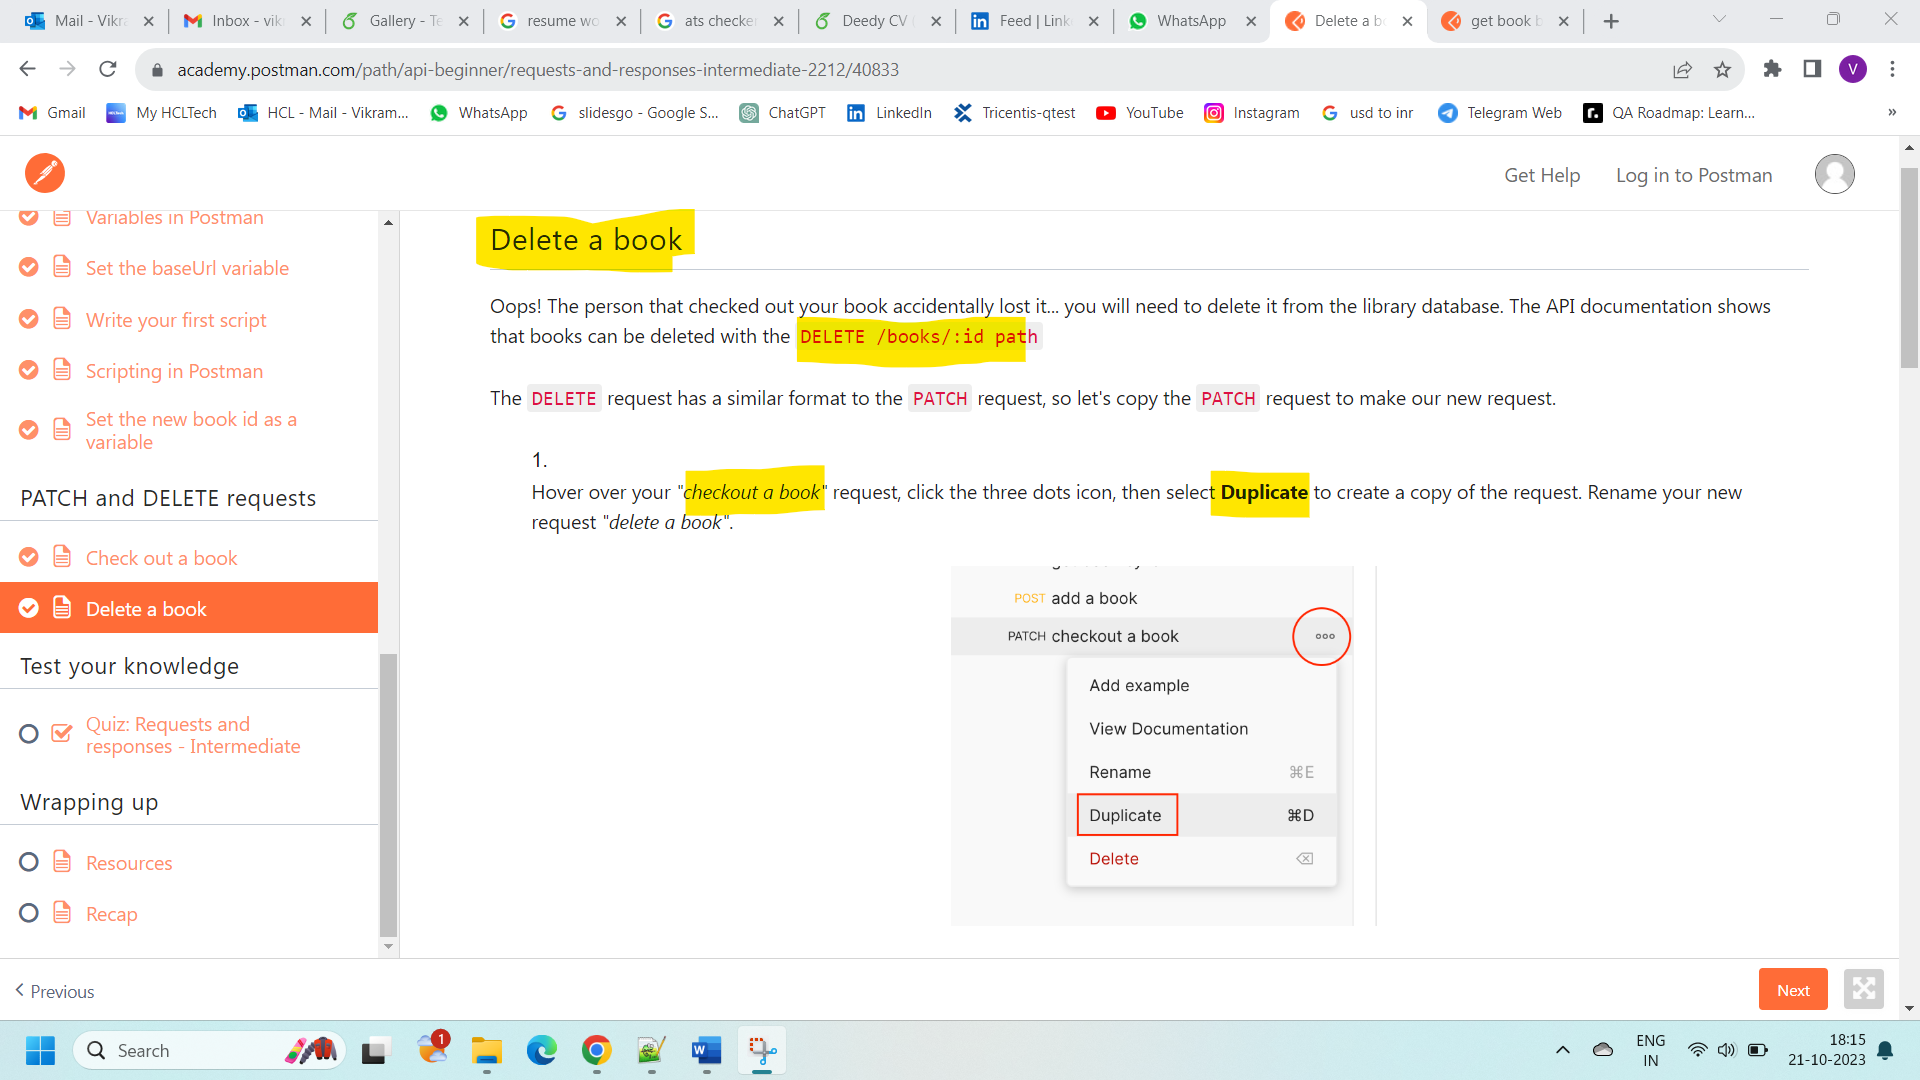 Mail - Vikra
Inbox - vik
Gallery - Te
resume wo
ats checke
Deedy CV
Feed | Link
WhatsApp
Delete a bo
get book b
academy.postman.com/path/api-beginner/requests-and-responses-intermediate-2212/40833
V
Gmail
My HCLTech
HCL - Mail - Vikram...
WhatsApp
slidesgo - Google S...
ChatGPT
LinkedIn
Tricentis-qtest
YouTube
Instagram
usd to inr
Telegram Web
QA Roadmap: Learn...
»
Get Help
Log in to Postman
Variables in Postman
Set the baseUrl variable
Write your first script
Scripting in Postman
Set the new book id as a
variable
PATCH and DELETE requests
Check out a book
Delete a book
Test your knowledge
Quiz: Requests and
responses - Intermediate
Wrapping up
Resources
Recap
Delete a book
Oops! The person that checked out your book accidentally lost it... you will need to delete it from the library database. The API documentation shows
that books can be deleted with the DELETE /books/:id path
The DELETE request has a similar format to the PATCH request, so let's copy the PATCH request to make our new request.
1.
Hover over your "checkout a book" request, click the three dots icon, then select Duplicate to create a copy of the request. Rename your new
request "delete a book".
POST add a book
PATCH checkout a book
Add example
View Documentation
Rename ⌘E
Duplicate ⌘D
Delete
Previous
Next
Search
1
ENG
IN
18:15
21-10-2023